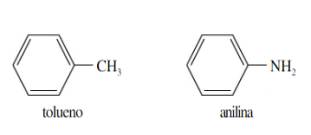 CH₃ NH₂
tolueno anilina